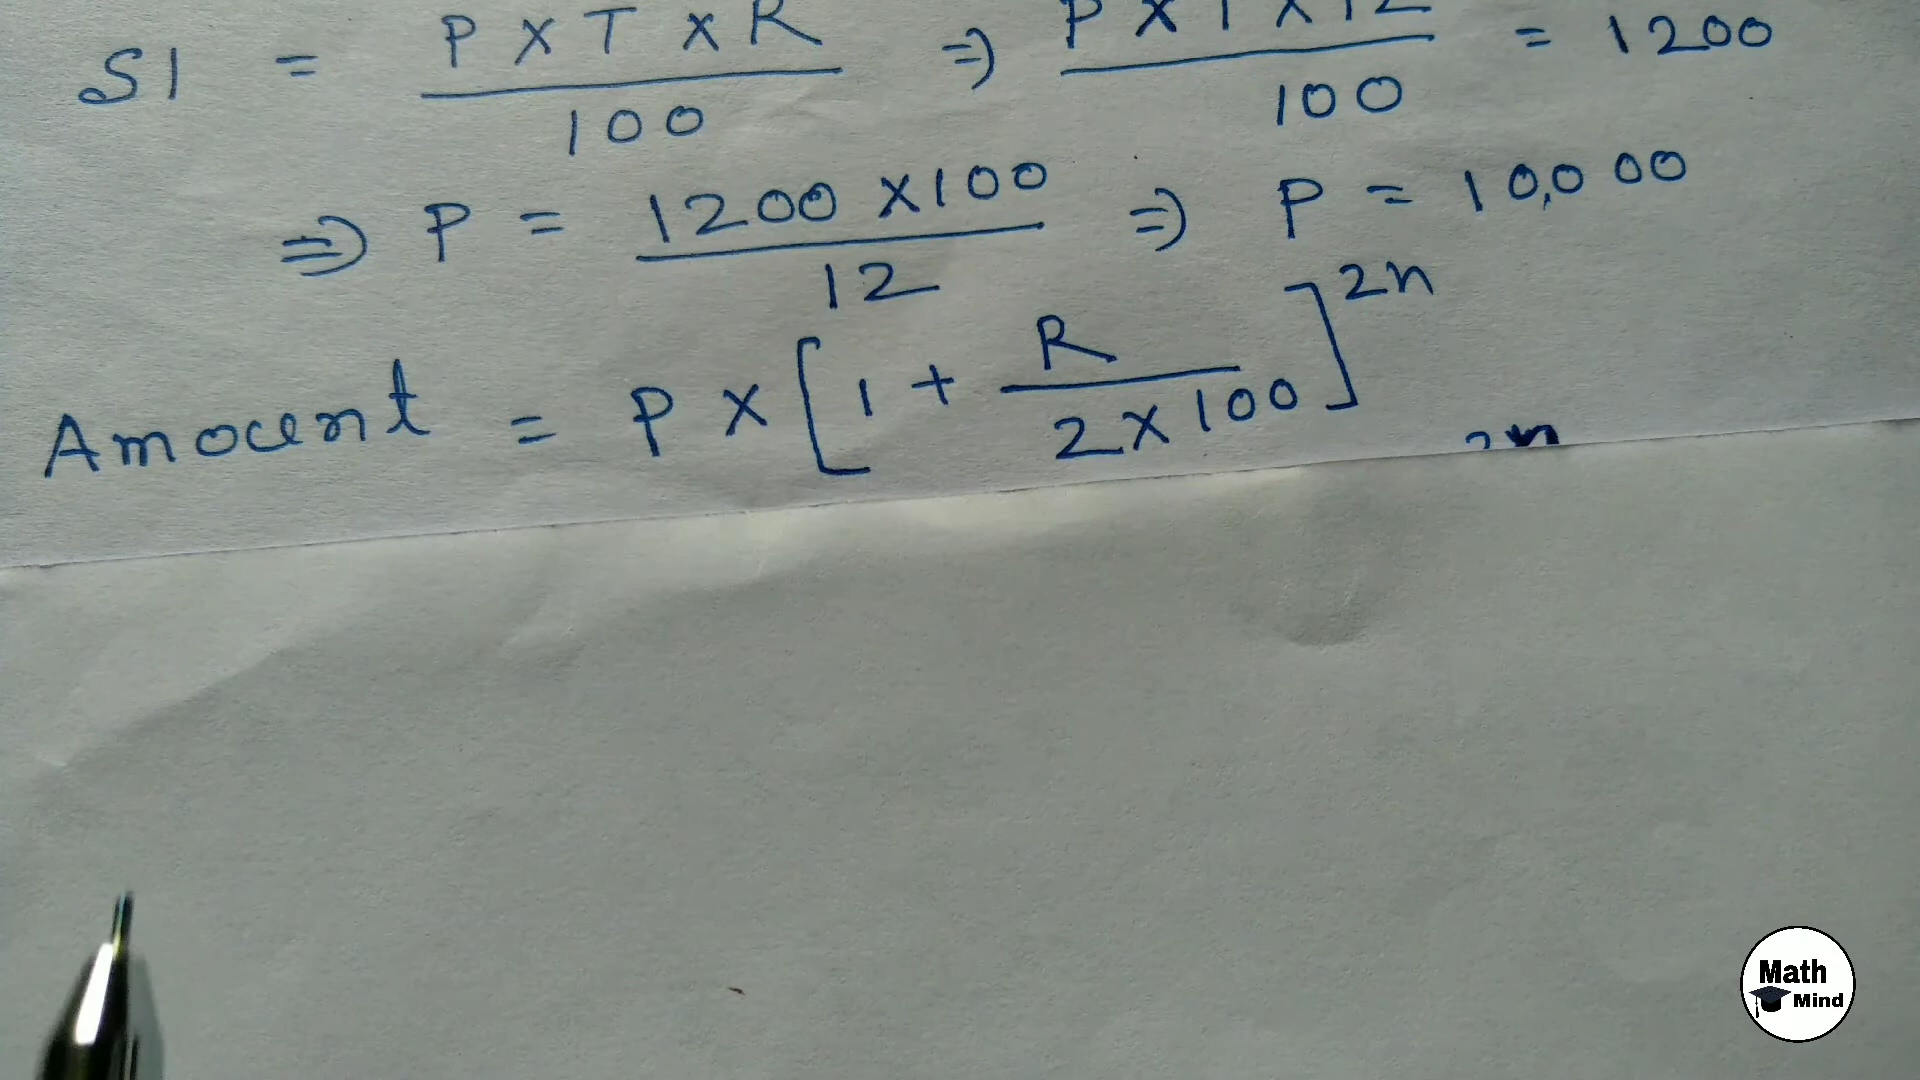 SI = P X T X R / 100 => P X 1 X 12 / 100 = 1200
=> P = 1200 X 100 / 12 => P = 10,000
Amount = P X [1 + R / 2 X 100]^2n
Math
Mind